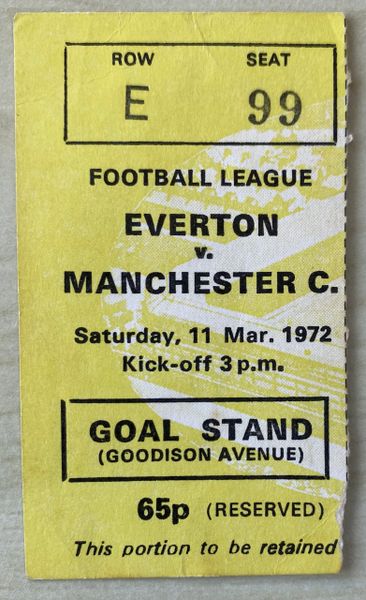 ROW SEAT
E 99
FOOTBALL LEAGUE
EVERTON
v.
MANCHESTER C.
Saturday, 11 Mar. 1972
Kick-off 3 p.m.
GOAL STAND
(GOODISON AVENUE)
65p (RESERVED)
This portion to be retained